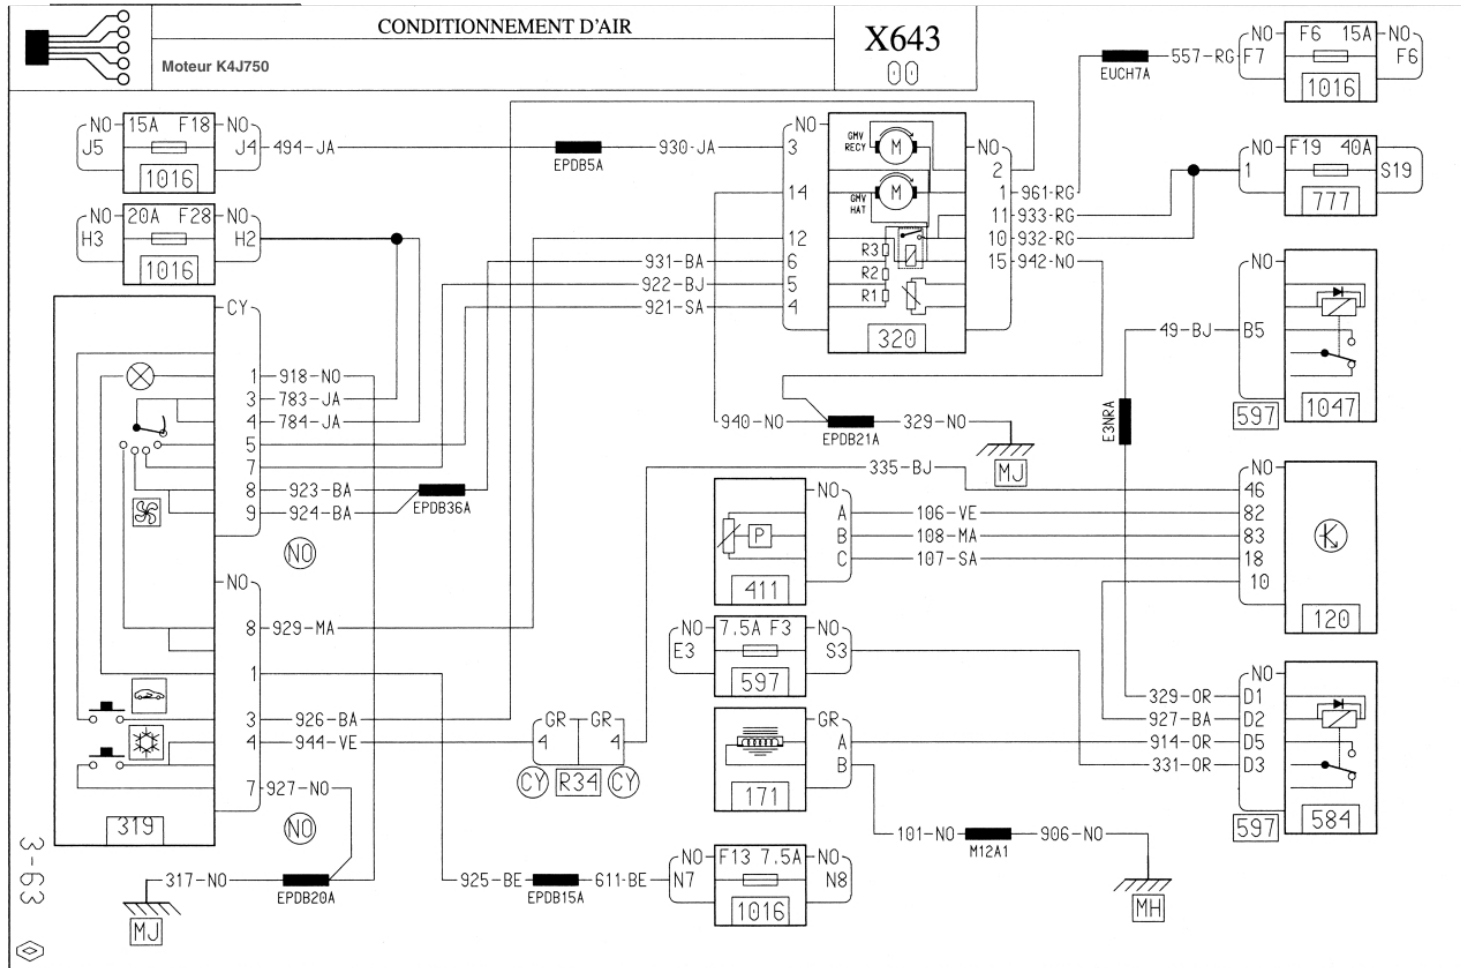 CONDITIONNEMENT D'AIR
Moteur K4J750
X643
00
NO F6 15A NO
F7 F6
1016
557-RG
EUCH7A
NO 15A F18 NO
J5 J4
1016
494-JA
EPDB5A
930-JA
NO 20A F28 NO
H3 H2
1016
NO
3
14
12
6
5
4
GMV
RECY
M
GMV
HAT
M
R3
R2
R1
320
NO
2
1 961-RG
11 933-RG
10 932-RG
15 942-NO
NO F19 40A
1 S19
777
931-BA
922-BJ
921-SA
NO
49-BJ B5
597 1047
E3NRA
940-NO
EPDB21A
329-NO
MJ
335-BJ
CY
1 918-NO
3 783-JA
4 784-JA
5
7
8 923-BA
9 924-BA
EPDB36A
NO
NO
8 929-MA
1
3 926-BA
4 944-VE
7 927-NO
NO
319
GR GR
4 4
CY R34 CY
NO
P
A 106-VE
B 108-MA
C 107-SA
411
NO
46
82
83
18
10
120
NO 7.5A F3 NO
E3 S3
597
GR
A
B
171
NO
329-OR D1
927-BA D2
914-OR D5
331-OR D3
597 584
101-NO
M12A1
906-NO
MH
317-NO
EPDB20A
MJ
925-BE
EPDB15A
611-BE
NO F13 7.5A NO
N7 N8
1016
3-63